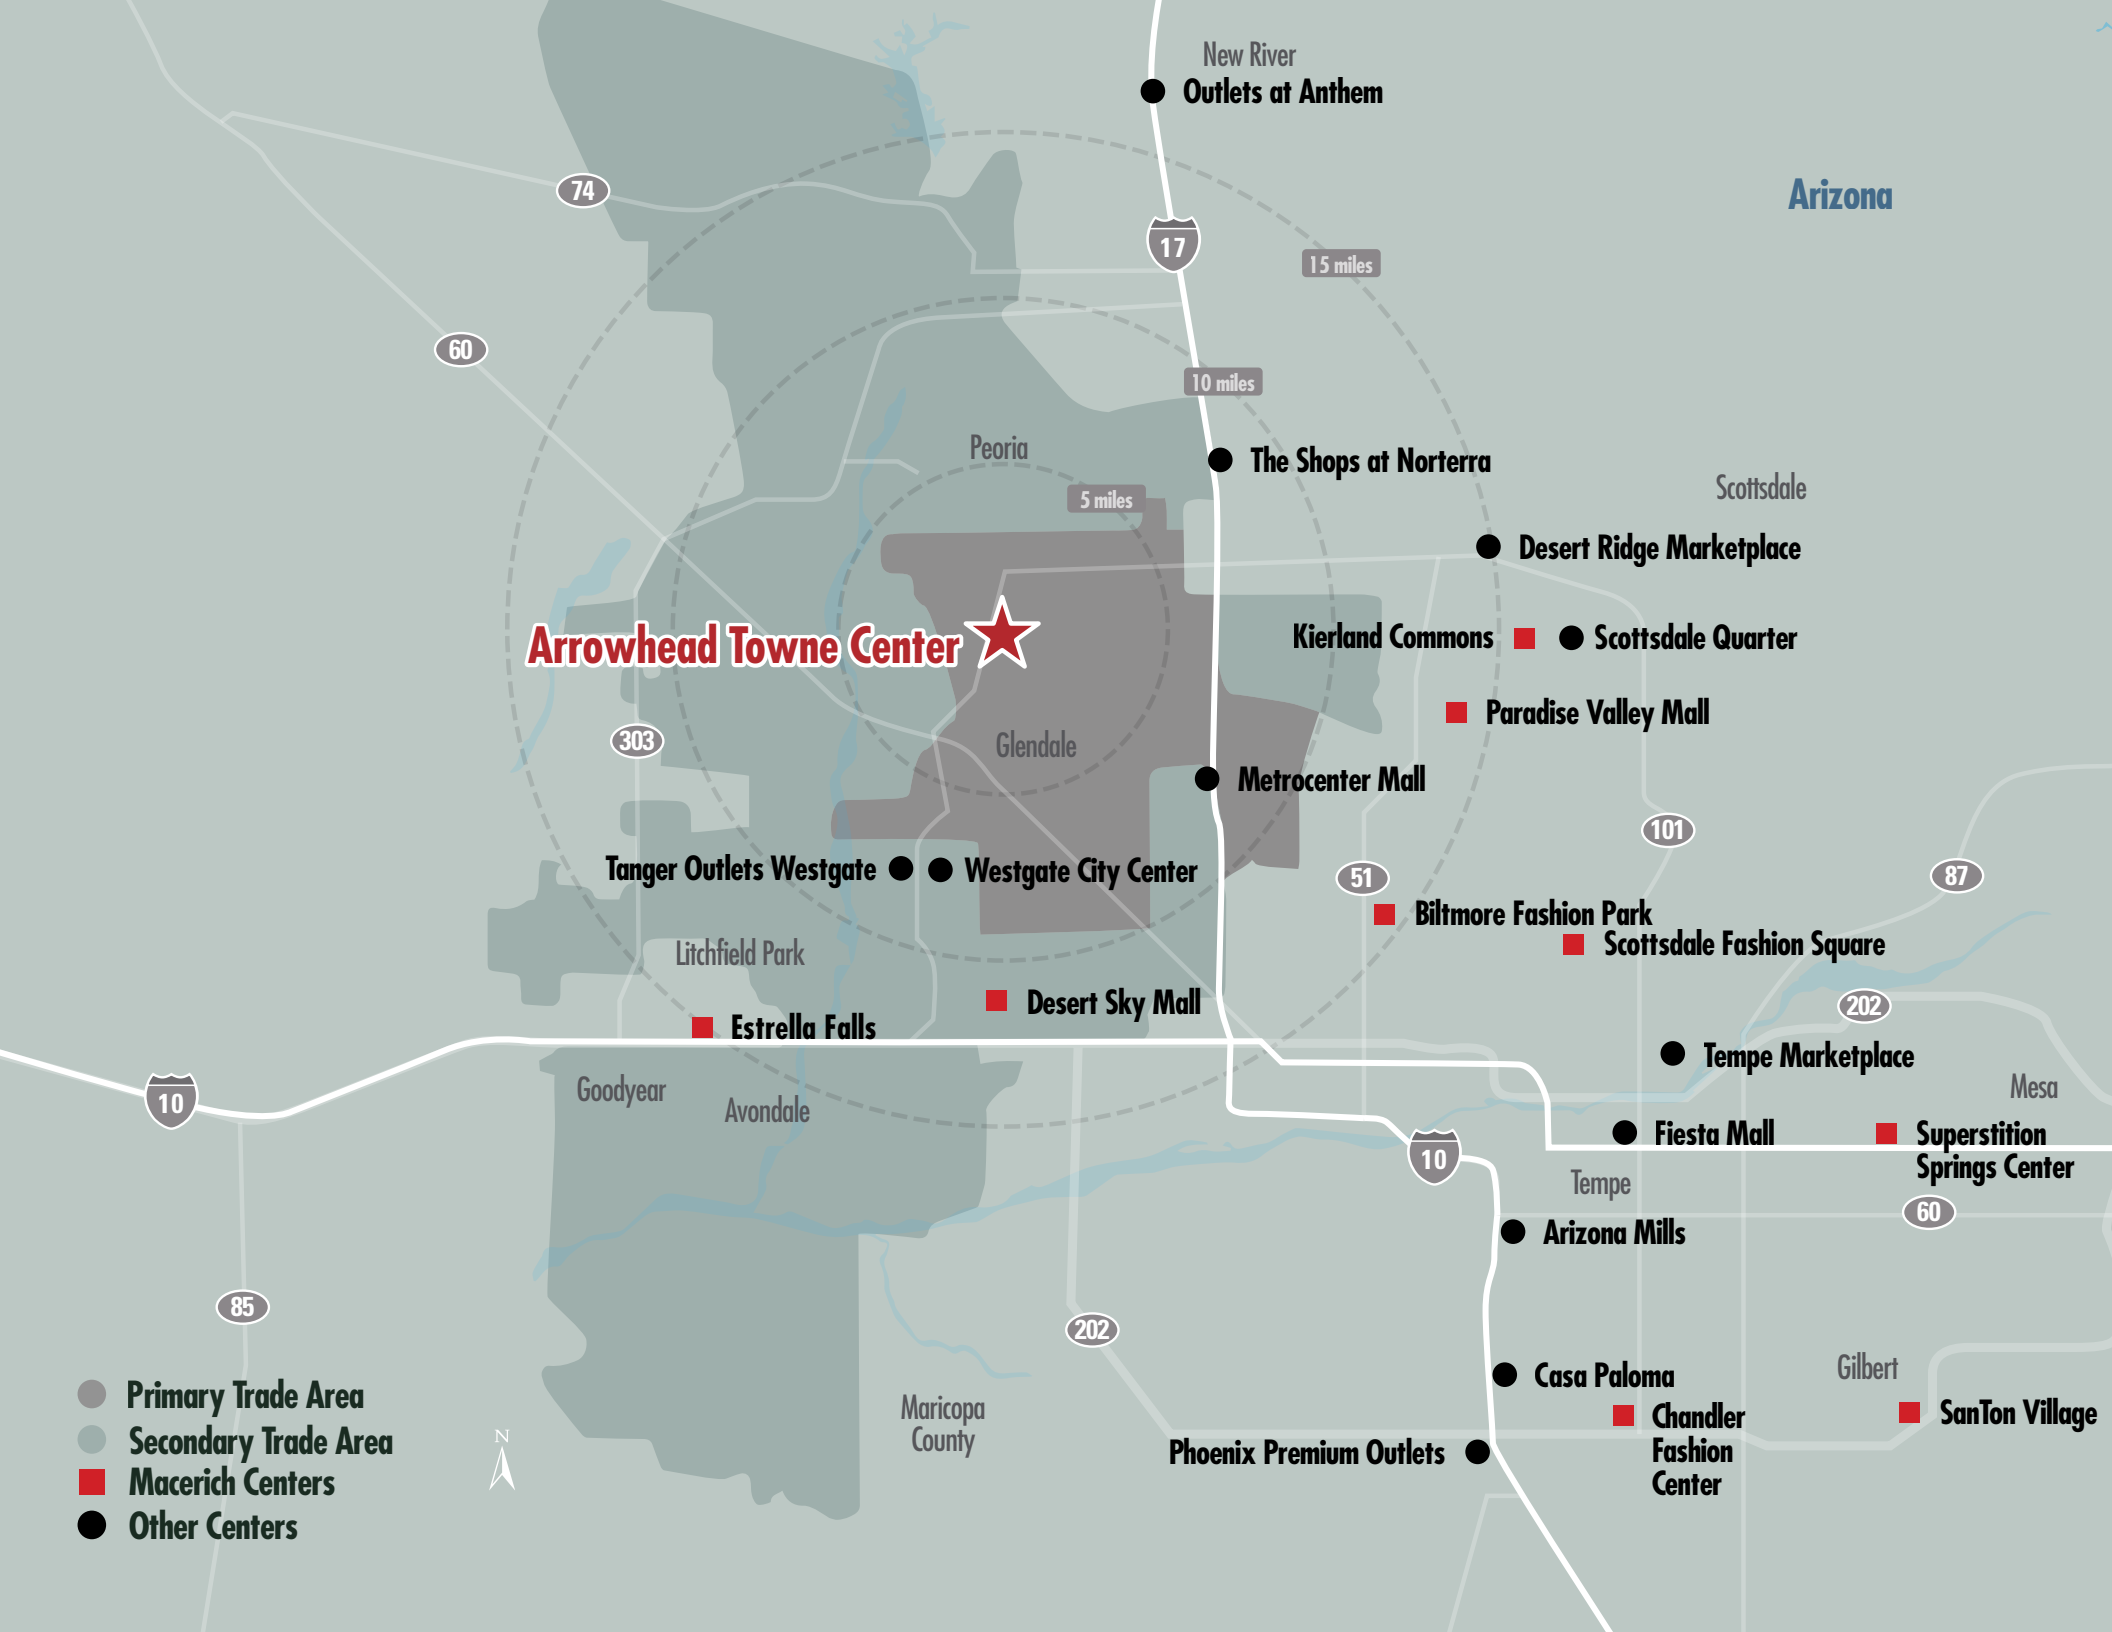 New River
Outlets at Anthem
Arizona
74
17
15 miles
60
10 miles
Peoria
The Shops at Norterra
Scottsdale
5 miles
Desert Ridge Marketplace
Arrowhead Towne Center
Kierland Commons
Scottsdale Quarter
Paradise Valley Mall
303
Glendale
Metrocenter Mall
101
Tanger Outlets Westgate
Westgate City Center
51
87
Biltmore Fashion Park
Scottsdale Fashion Square
Litchfield Park
Desert Sky Mall
202
Estrella Falls
Tempe Marketplace
Goodyear
Avondale
Mesa
10
Fiesta Mall
Superstition
Springs Center
10
Tempe
60
Arizona Mills
85
202
Casa Paloma
Gilbert
Chandler
Fashion
Center
SanTon Village
Maricopa
County
Phoenix Premium Outlets
N
Primary Trade Area
Secondary Trade Area
Macerich Centers
Other Centers